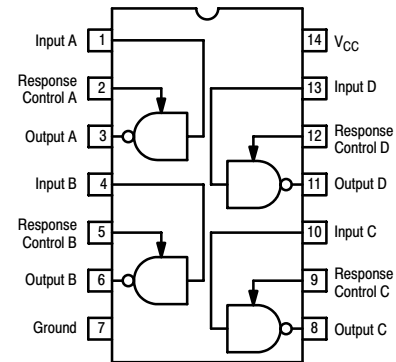 Input A
1
14
VCC
Response
Control A
2
13
Input D
Output A
3
12
Response
Control D
Input B
4
11
Output D
Response
Control B
5
10
Input C
Output B
6
9
Response
Control C
Ground
7
8
Output C